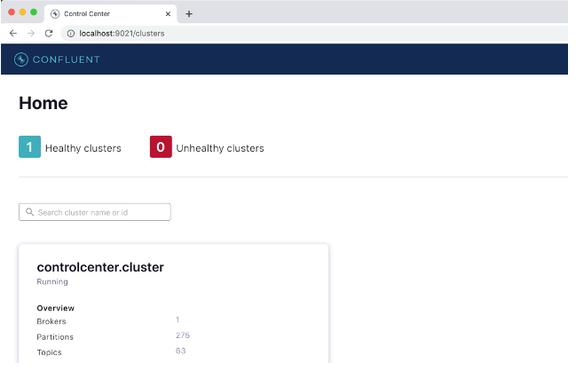 Control Center
localhost:9021/clusters
CONFLUENT
Home
1 Healthy clusters 0 Unhealthy clusters
Search cluster name or id
controlcenter.cluster
Running
Overview
Brokers 1
Partitions 275
Topics 63